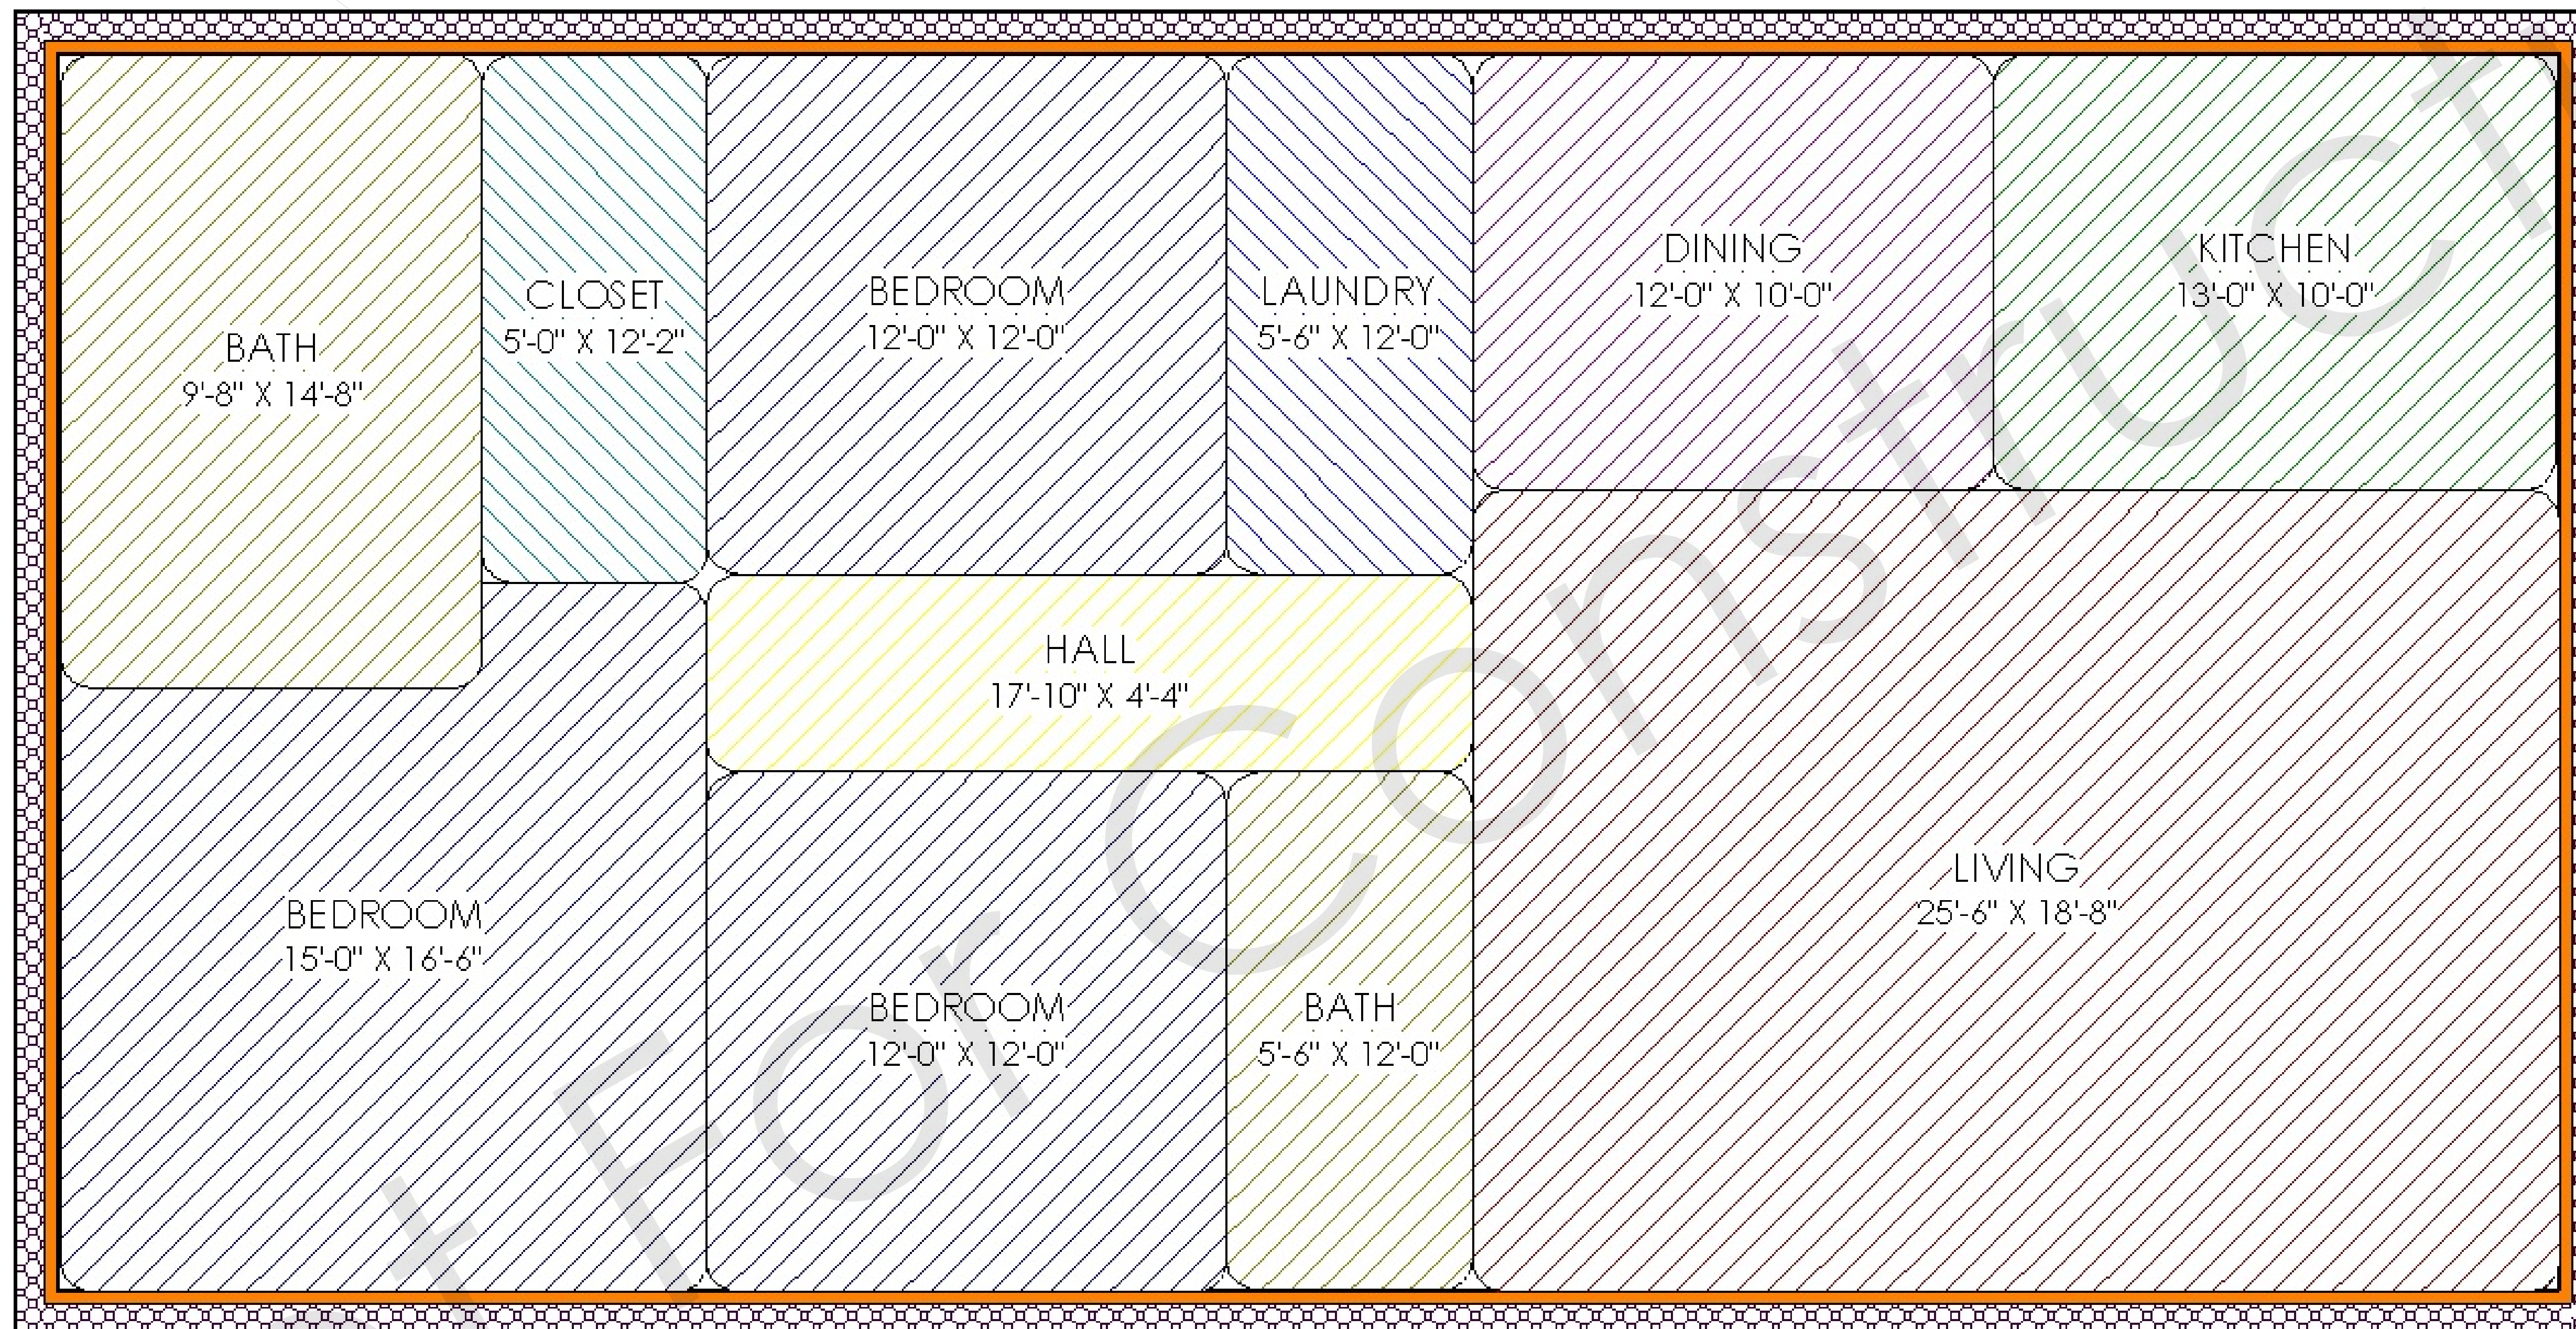 BATH
9'-8" X 14'-8"
CLOSET
5'-0" X 12'-2"
BEDROOM
12'-0" X 12'-0"
LAUNDRY
5'-6" X 12'-0"
DINING
12'-0" X 10'-0"
KITCHEN
13'-0" X 10'-0"
HALL
17'-10" X 4'-4"
BEDROOM
15'-0" X 16'-6"
BEDROOM
12'-0" X 12'-0"
BATH
5'-6" X 12'-0"
LIVING
25'-6" X 18'-8"
t For Construct